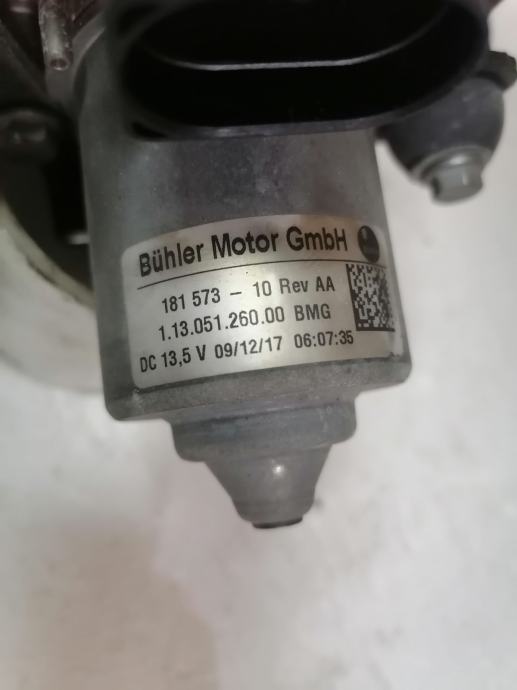 Bühler Motor GmbH
181 573 - 10 Rev AA
1.13.051.260.00 BMG
DC 13,5 V 09/12/17 06:07:35